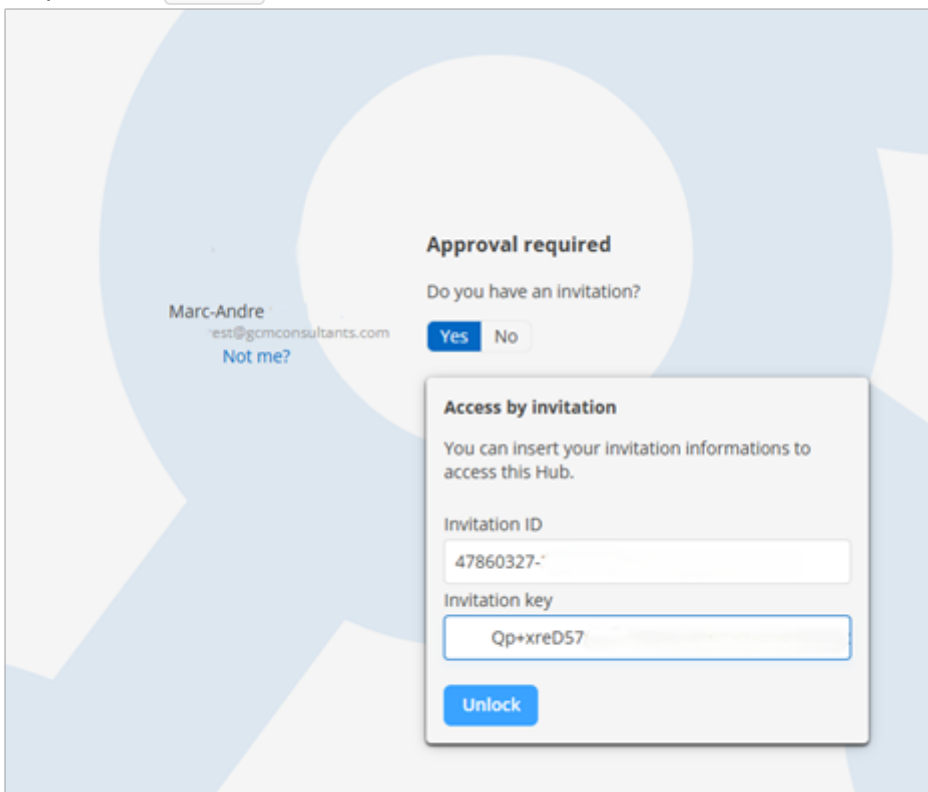 Approval required
Do you have an invitation?
Marc-Andre
est@gcmconsultants.com
Not me?
Yes No
Access by invitation
You can insert your invitation informations to
access this Hub.
Invitation ID
47860327-
Invitation key
Qp+xreD57
Unlock